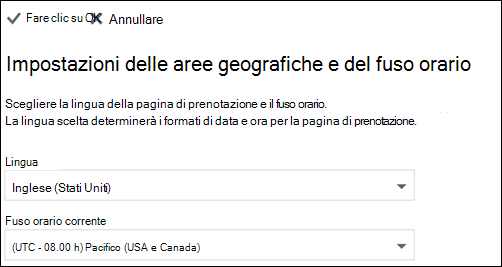 Fare clic su OK Annullare
Impostazioni delle aree geografiche e del fuso orario
Scegliere la lingua della pagina di prenotazione e il fuso orario.
La lingua scelta determinerà i formati di data e ora per la pagina di prenotazione.
Lingua
Inglese (Stati Uniti)
Fuso orario corrente
(UTC - 08.00 h) Pacifico (USA e Canada)